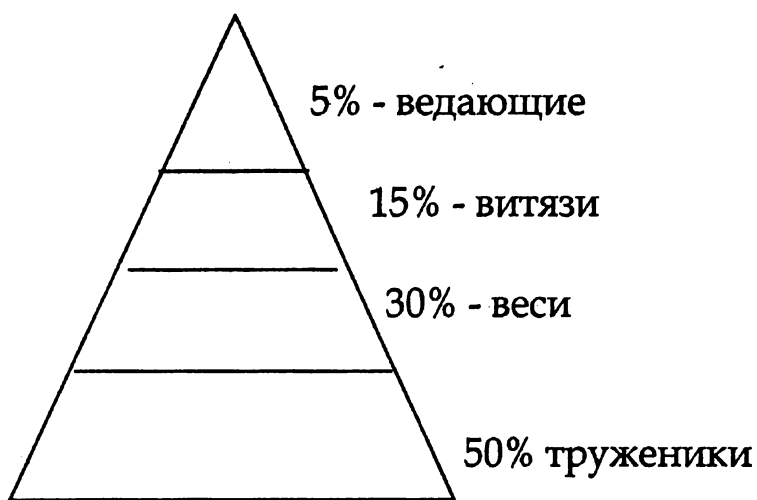 5% - ведающие
15% - витязи
30% - веси
50% труженики